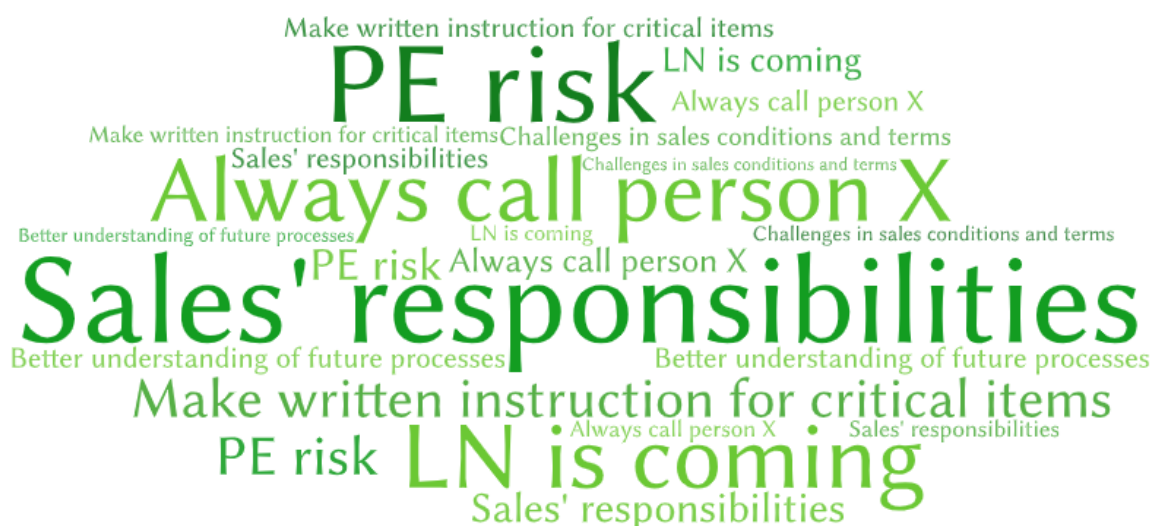 Make written instruction for critical items
PE risk
LN is coming
Always call person X
Make written instruction for critical items
Challenges in sales conditions and terms
Sales' responsibilities
Challenges in sales conditions and terms
Always call person X
Better understanding of future processes
LN is coming
Challenges in sales conditions and terms
PE risk
Always call person X
Sales' responsibilities
Better understanding of future processes
Better understanding of future processes
Make written instruction for critical items
Always call person X
Sales' responsibilities
PE risk
LN is coming
Sales' responsibilities